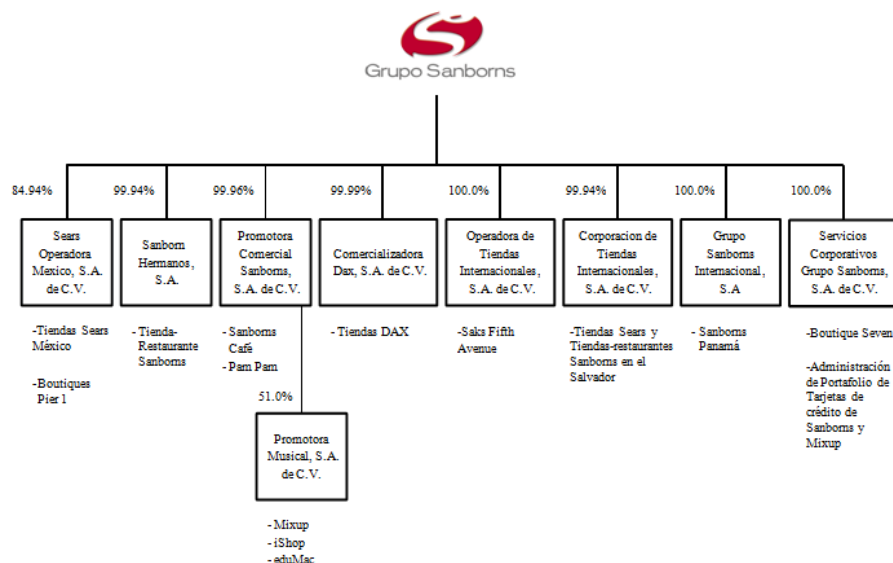 Grupo Sanborns
84.94%
99.94%
99.96%
99.99%
100.0%
99.94%
100.0%
100.0%
Sears
Operadora
Mexico, S.A.
de C.V.
Sanborn
Hermanos,
S.A.
Promotora
Comercial
Sanborns,
S.A. de C.V.
Comercializadora
Dax, S.A. de C.V.
Operadora de
Tiendas
Internacionales,
S.A. de C.V.
Corporacion de
Tiendas
Internacionales,
S.A. de C.V.
Grupo
Sanborns
Internacional,
S.A
Servicios
Corporativos
Grupo Sanborns,
S.A. de C.V.
-Tiendas Sears
México
-Boutiques
Pier 1
- Tienda-
Restaurante
Sanborns
- Sanborns
Café
- Pam Pam
- Tiendas DAX
-Saks Fifth
Avenue
-Tiendas Sears y
Tiendas-restaurantes
Sanborns en el
Salvador
- Sanborns
Panamá
-Boutique Seven
-Administración
de Portafolio de
Tarjetas de
crédito de
Sanborns y
Mixup
51.0%
Promotora
Musical, S.A.
de C.V.
- Mixup
- iShop
- eduMac